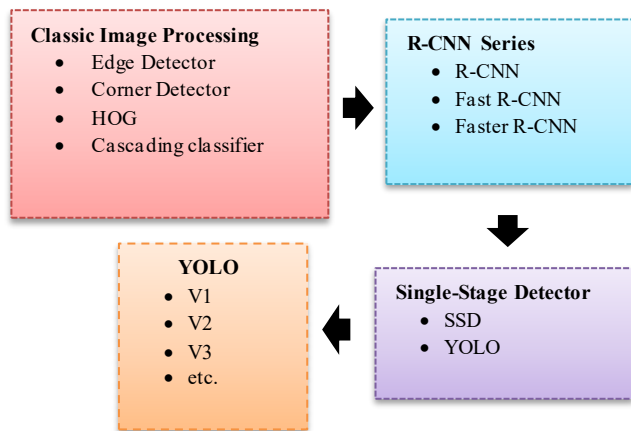 Classic Image Processing
• Edge Detector
• Corner Detector
• HOG
• Cascading classifier
R-CNN Series
• R-CNN
• Fast R-CNN
• Faster R-CNN
Single-Stage Detector
• SSD
• YOLO
YOLO
• V1
• V2
• V3
• etc.